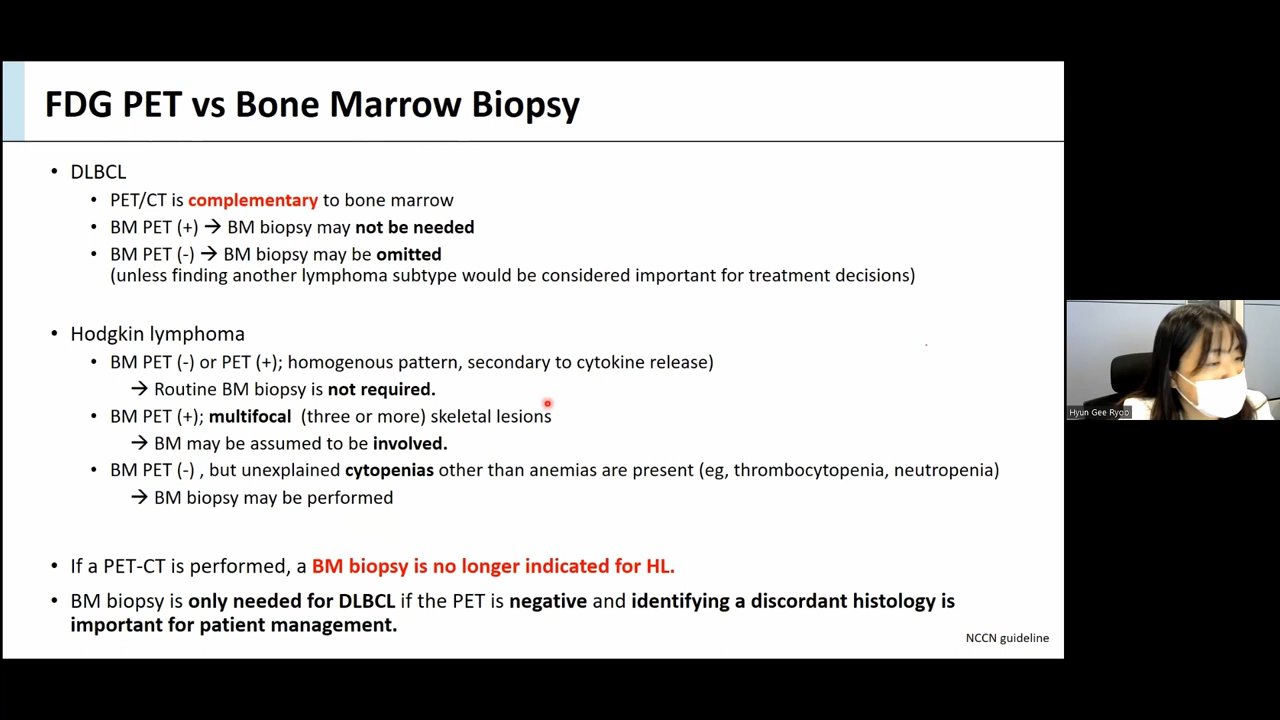 FDG PET vs Bone Marrow Biopsy
• DLBCL
• PET/CT is complementary to bone marrow
• BM PET (+) → BM biopsy may not be needed
• BM PET (-) → BM biopsy may be omitted
(unless finding another lymphoma subtype would be considered important for treatment decisions)
• Hodgkin lymphoma
• BM PET (-) or PET (+); homogenous pattern, secondary to cytokine release)
→ Routine BM biopsy is not required.
• BM PET (+); multifocal (three or more) skeletal lesions
→ BM may be assumed to be involved.
• BM PET (-) , but unexplained cytopenias other than anemias are present (eg, thrombocytopenia, neutropenia)
→ BM biopsy may be performed
• If a PET-CT is performed, a BM biopsy is no longer indicated for HL.
• BM biopsy is only needed for DLBCL if the PET is negative and identifying a discordant histology is
important for patient management.
NCCN guideline
Hyun Gee Ryoo